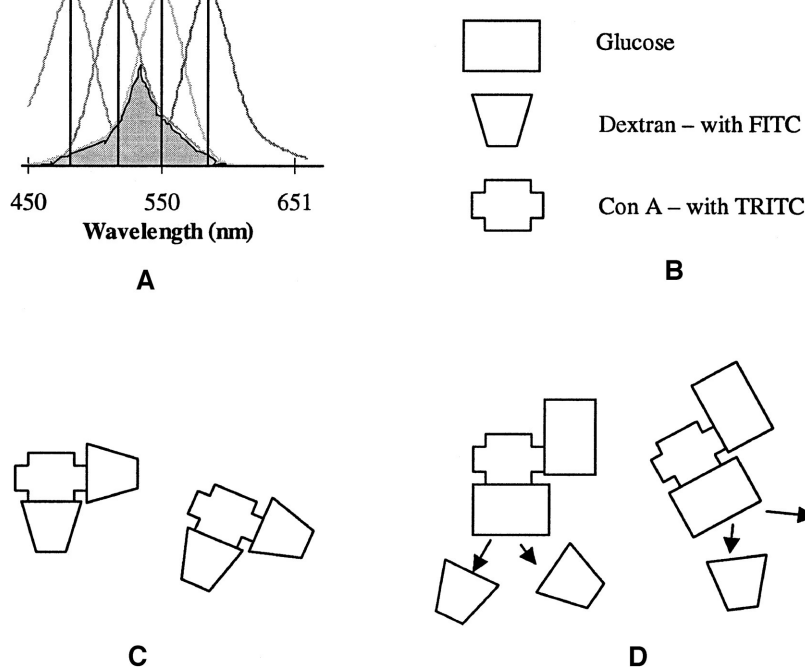 450 550 651
Wavelength (nm)
A
Glucose
Dextran – with FITC
Con A – with TRITC
B
C
D